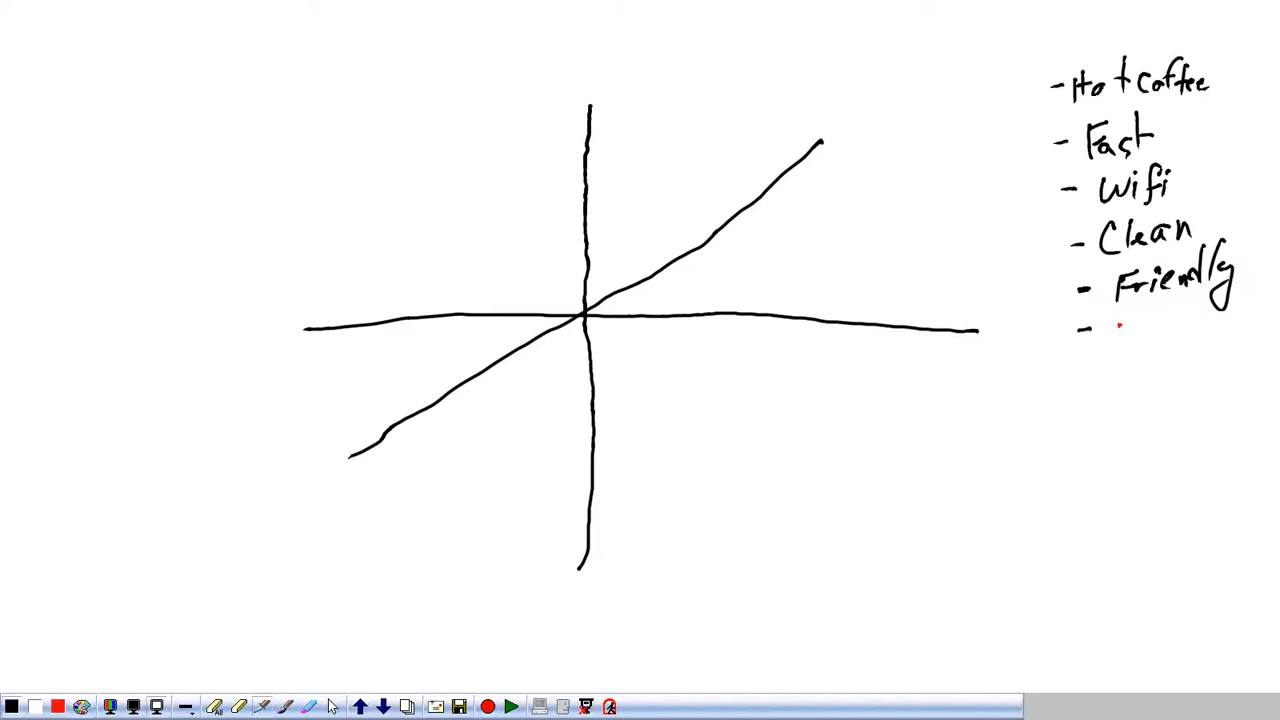 - Hot Coffee
- Fast
- Wifi
- Clean
- Friendly
-